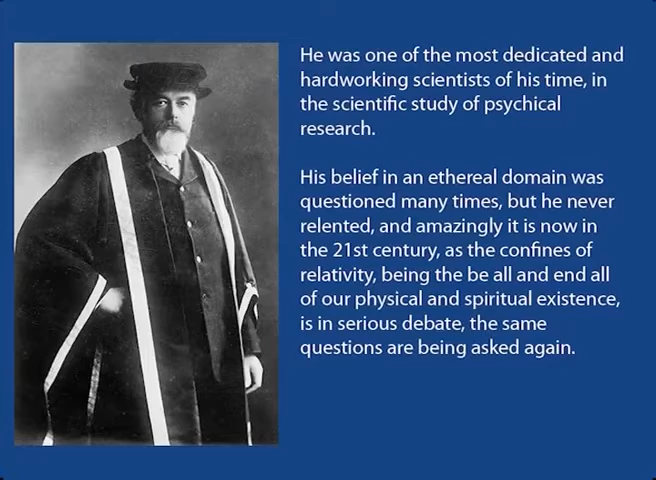 He was one of the most dedicated and
hardworking scientists of his time, in
the scientific study of psychical
research.
His belief in an ethereal domain was
questioned many times, but he never
relented, and amazingly it is now in
the 21st century, as the confines of
relativity, being the be all and end all
of our physical and spiritual existence,
is in serious debate, the same
questions are being asked again.